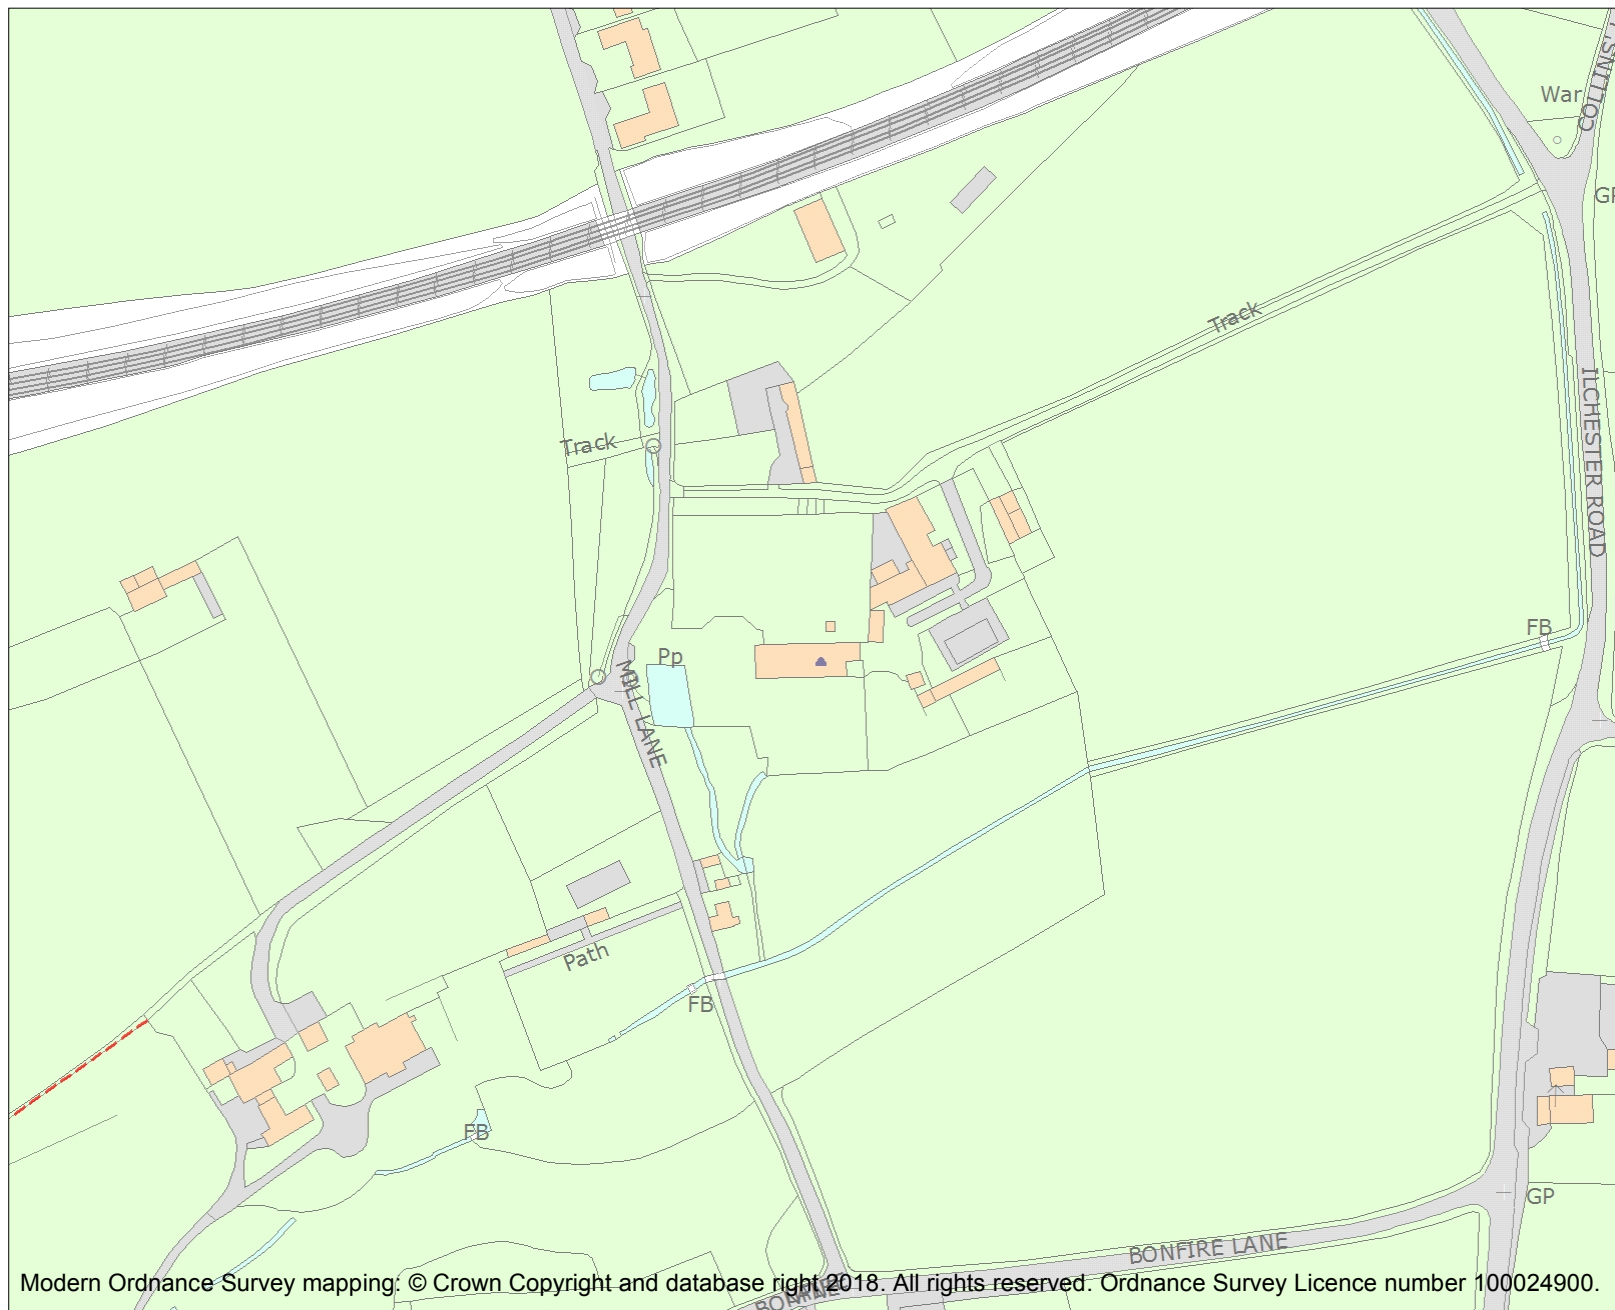 War
COLLINS'
GP
Track
ILCHESTER ROAD
Track
FB
Pp
MILL LANE
Path
FB
FB
GP
BONFIRE LANE
Modern Ordnance Survey mapping: © Crown Copyright and database right 2018. All rights reserved. Ordnance Survey Licence number 100024900.